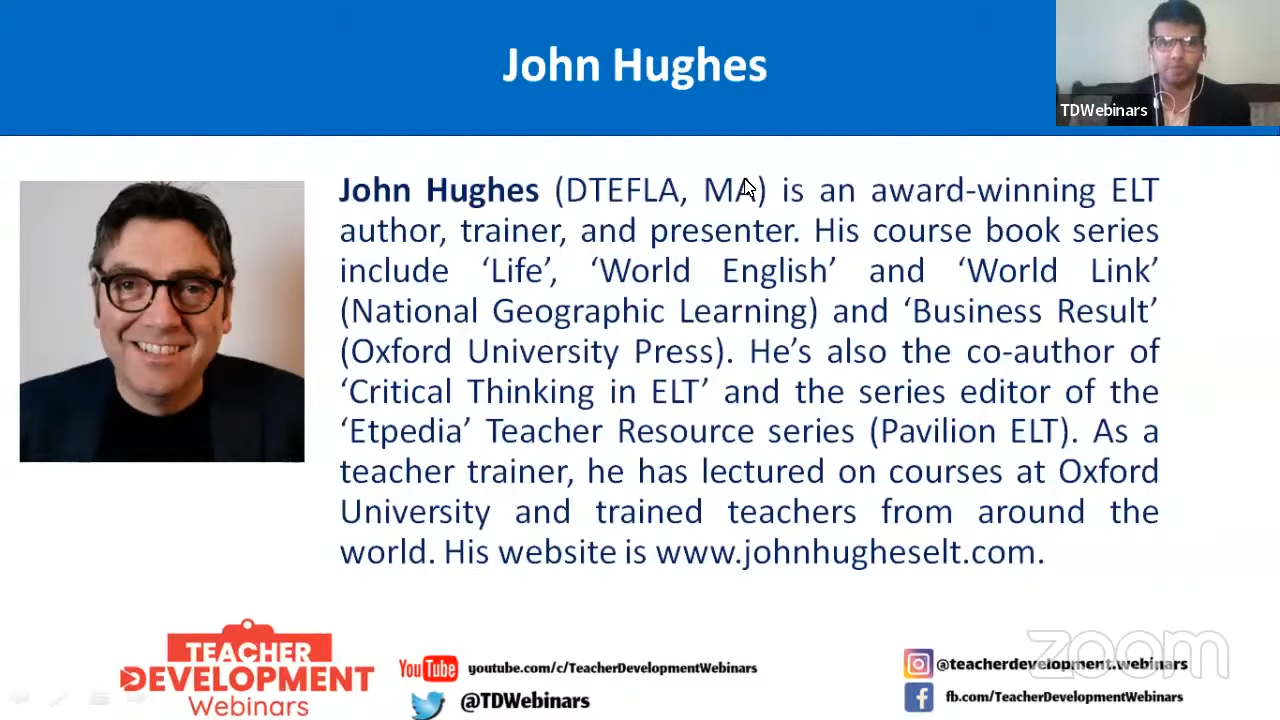 John Hughes
TDWebinars
John Hughes (DTEFLA, MA) is an award-winning ELT
author, trainer, and presenter. His course book series
include ‘Life’, ‘World English’ and ‘World Link’
(National Geographic Learning) and ‘Business Result’
(Oxford University Press). He’s also the co-author of
‘Critical Thinking in ELT’ and the series editor of the
‘Etpedia’ Teacher Resource series (Pavilion ELT). As a
teacher trainer, he has lectured on courses at Oxford
University and trained teachers from around the
world. His website is www.johnhugheselt.com.
TEACHER
DEVELOPMENT
Webinars
YouTube youtube.com/c/TeacherDevelopmentWebinars
@TDWebinars
zoom
@teacherdevelopment.webinars
fb.com/TeacherDevelopmentWebinars